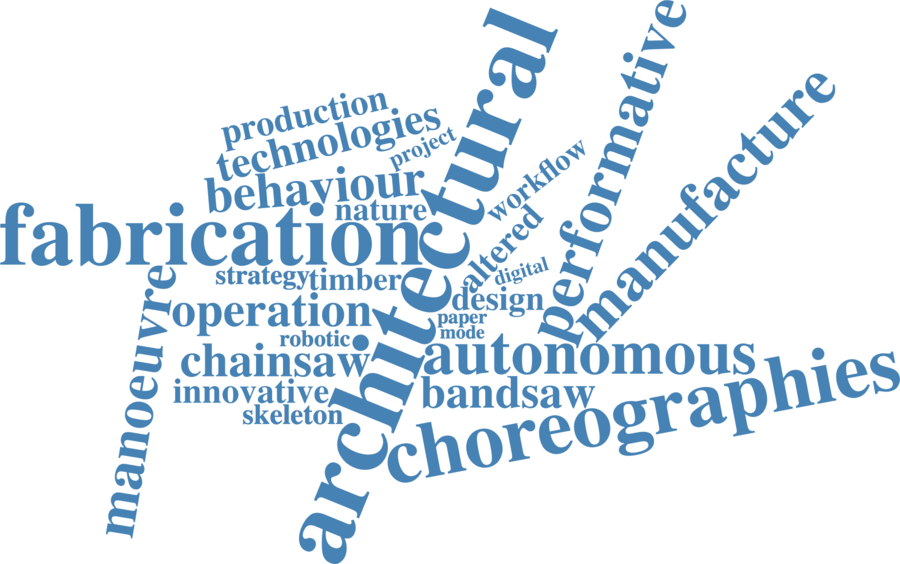 production
technologies
project
behaviour
nature
fabrication
architectural
workflow
performative
manufacture
altered
digital
strategy
timber
design
operation
paper
mode
robotic
manoeuvre
chainsaw
autonomous
innovative
bandsaw
skeleton
choreographies